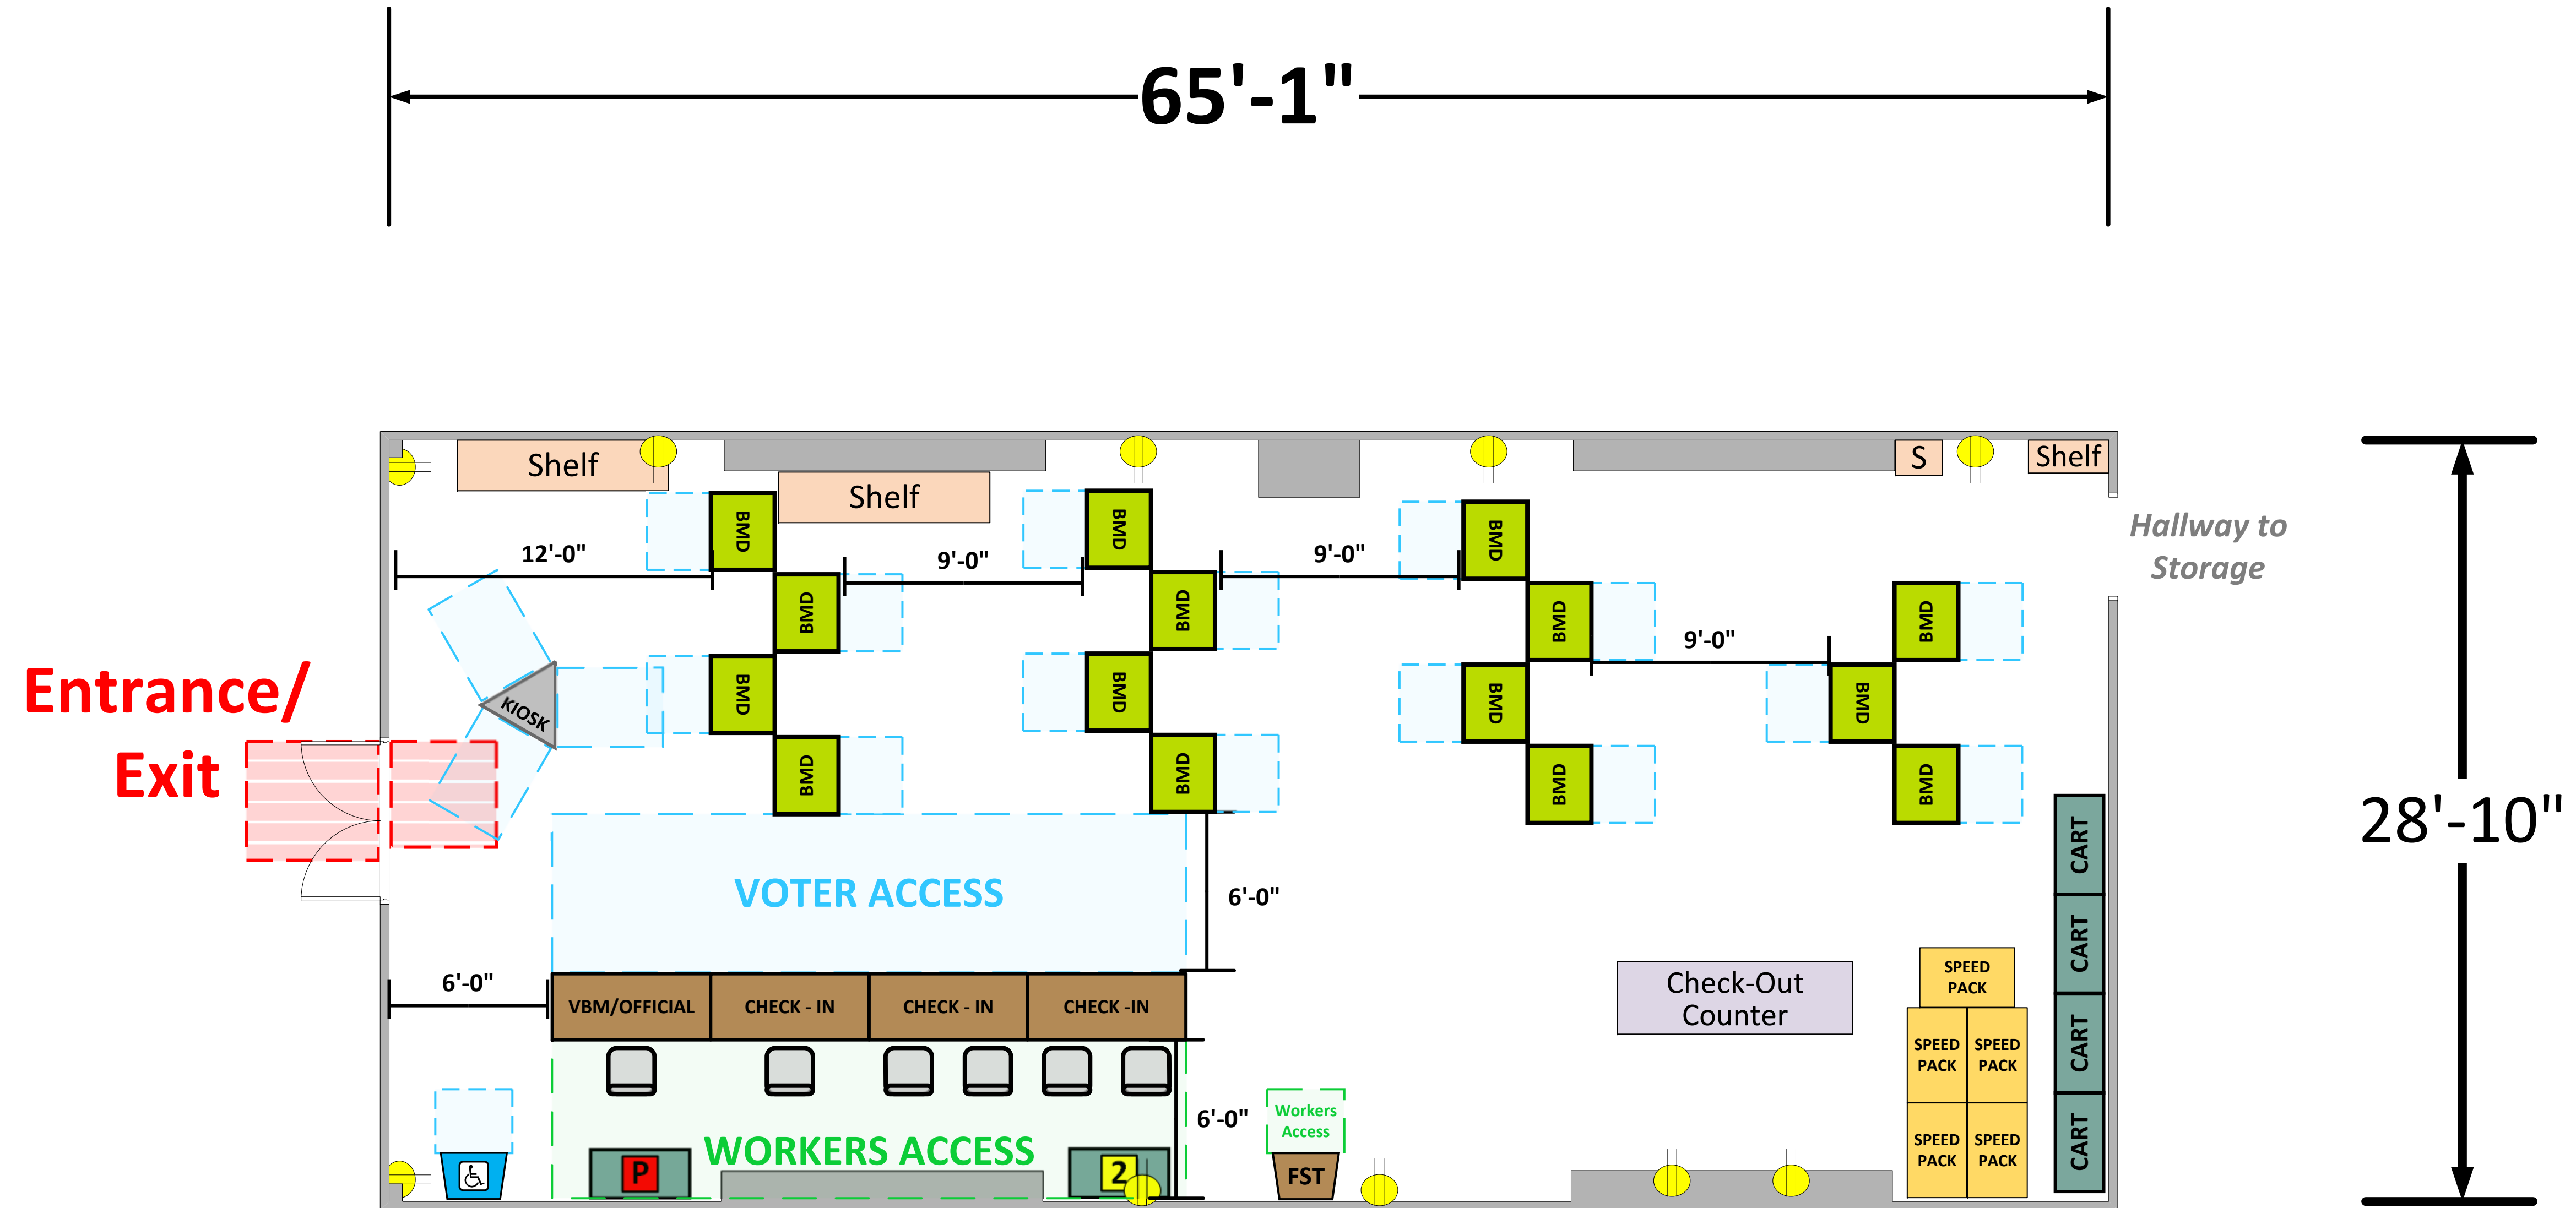 65'-1"
Shelf
Shelf
S
Shelf
BMD
BMD
BMD
Hallway to
Storage
12'-0"
9'-0"
9'-0"
BMD
BMD
BMD
BMD
9'-0"
Entrance/
Exit
KIOSK
BMD
BMD
BMD
BMD
BMD
BMD
BMD
BMD
28'-10"
CART
CART
CART
CART
VOTER ACCESS
6'-0"
6'-0"
VBM/OFFICIAL
CHECK - IN
CHECK - IN
CHECK -IN
Check-Out
Counter
SPEED
PACK
SPEED
PACK
SPEED
PACK
SPEED
PACK
SPEED
PACK
6'-0"
Workers
Access
WORKERS ACCESS
P
2
FST